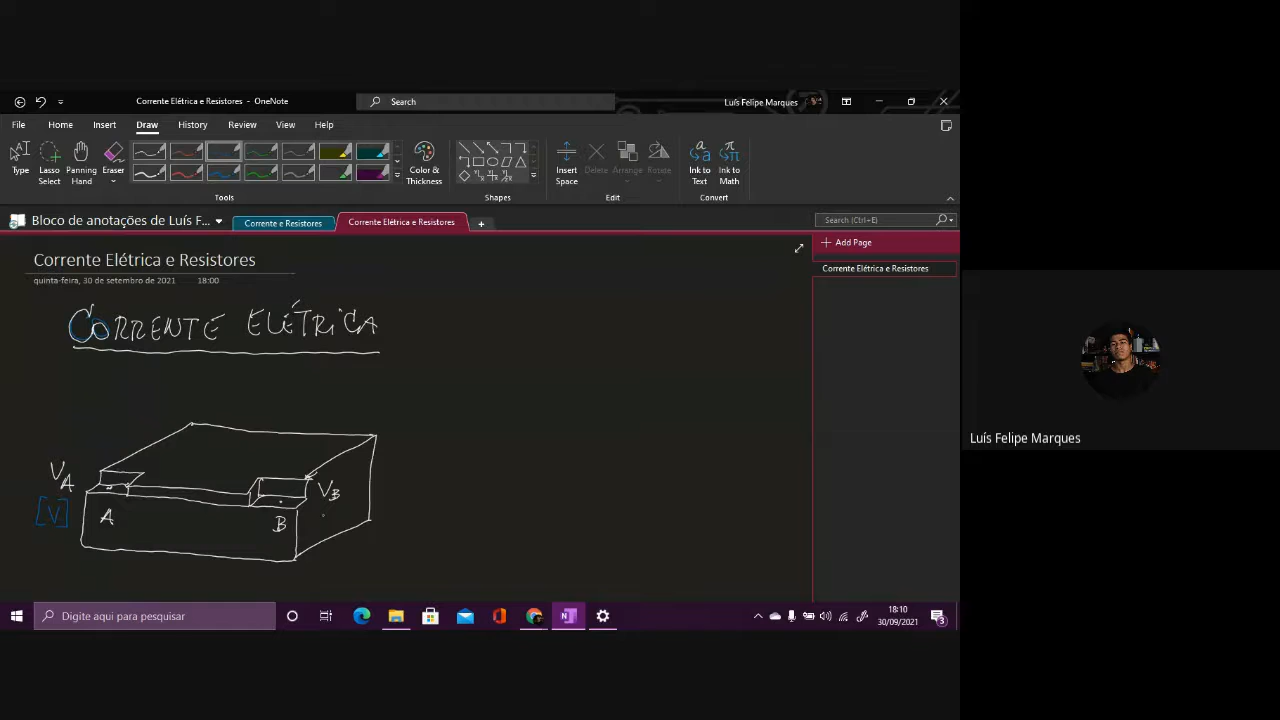 Corrente Elétrica e Resistores - OneNote
Search
Luís Felipe Marques
File Home Insert Draw History Review View Help
Type
Lasso Select
Panning Hand
Eraser
Color & Thickness
Insert Space
Delete
Arrange
Rotate
Ink to Text
Ink to Math
Tools
Shapes
Edit
Convert
Bloco de anotações de Luís F...
Corrente e Resistores
Corrente Elétrica e Resistores
+
Search (Ctrl+E)
Add Page
Corrente Elétrica e Resistores
Corrente Elétrica e Resistores
quinta-feira, 30 de setembro de 2021 18:00
CORRENTE ELÉTRICA
VA
VB
[V]
A
B
Luís Felipe Marques
Digite aqui para pesquisar
18:10
30/09/2021
3